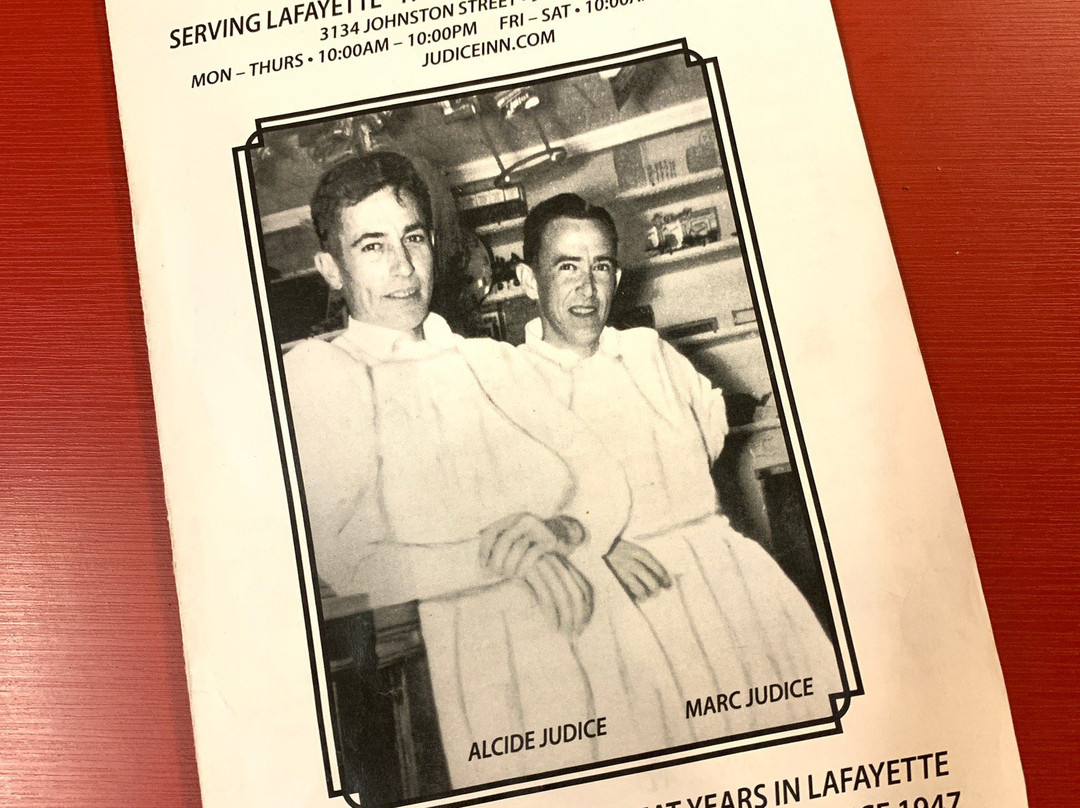 SERVING LAFAYETTE
3134 JOHNSTON STREET
MON – THURS • 10:00AM – 10:00PM FRI – SAT • 10:00A
JUDICEINN.COM
ALCIDE JUDICE
MARC JUDICE
YEARS IN LAFAYETTE
1947